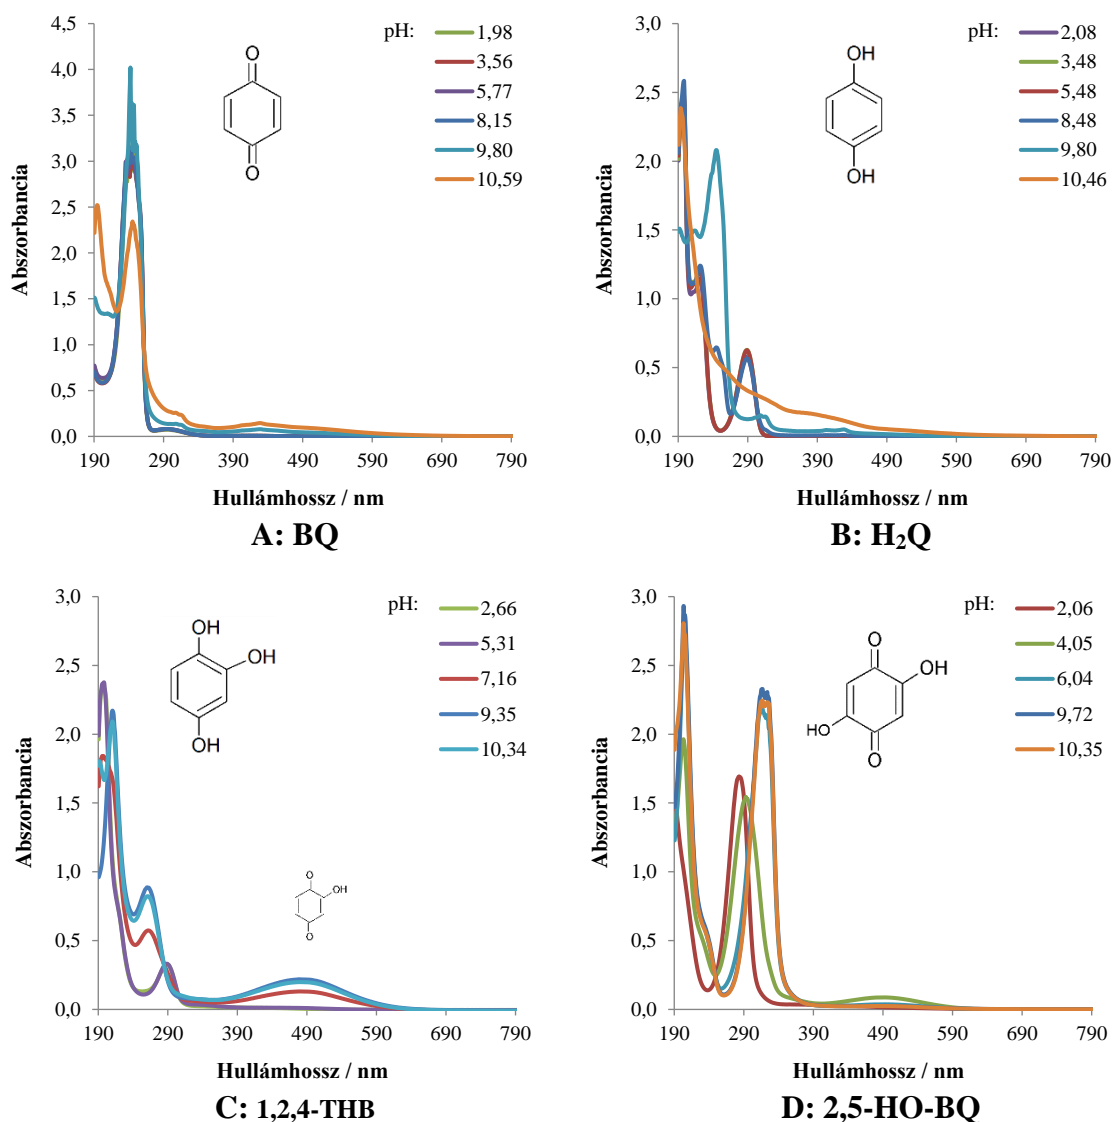 4,5
4,0
3,5
3,0
2,5
2,0
1,5
1,0
0,5
0,0
Abszorbancia
pH:
1,98
3,56
5,77
8,15
9,80
10,59
O
O
190 290 390 490 590 690 790
Hullámhossz / nm
A: BQ
3,0
2,5
2,0
1,5
1,0
0,5
0,0
Abszorbancia
pH:
2,08
3,48
5,48
8,48
9,80
10,46
OH
OH
190 290 390 490 590 690 790
Hullámhossz / nm
B: H₂Q
3,0
2,5
2,0
1,5
1,0
0,5
0,0
Abszorbancia
pH:
2,66
5,31
7,16
9,35
10,34
OH
OH
OH
O
OH
O
190 290 390 490 590 690 790
Hullámhossz / nm
C: 1,2,4-THB
3,0
2,5
2,0
1,5
1,0
0,5
0,0
Abszorbancia
pH:
2,06
4,05
6,04
9,72
10,35
O
OH
HO
O
190 290 390 490 590 690 790
Hullámhossz / nm
D: 2,5-HO-BQ